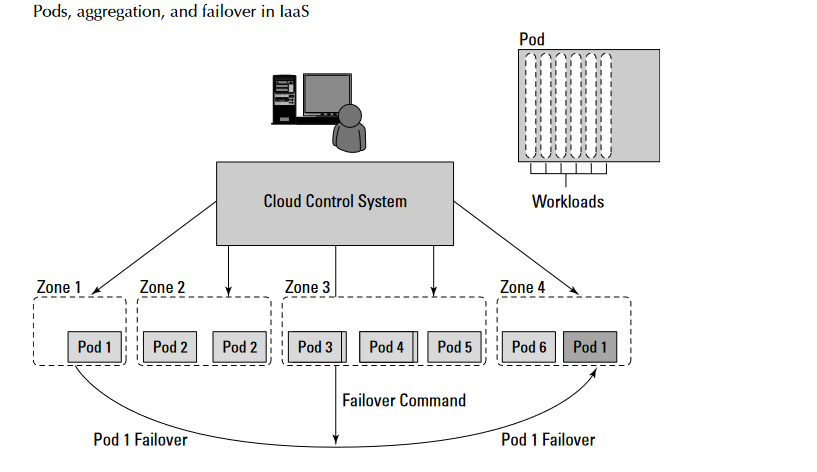 Pods, aggregation, and failover in IaaS
Pod
Workloads
Cloud Control System
Zone 1
Zone 2
Zone 3
Zone 4
Pod 1
Pod 2
Pod 2
Pod 3
Pod 4
Pod 5
Pod 6
Pod 1
Failover Command
Pod 1 Failover
Pod 1 Failover